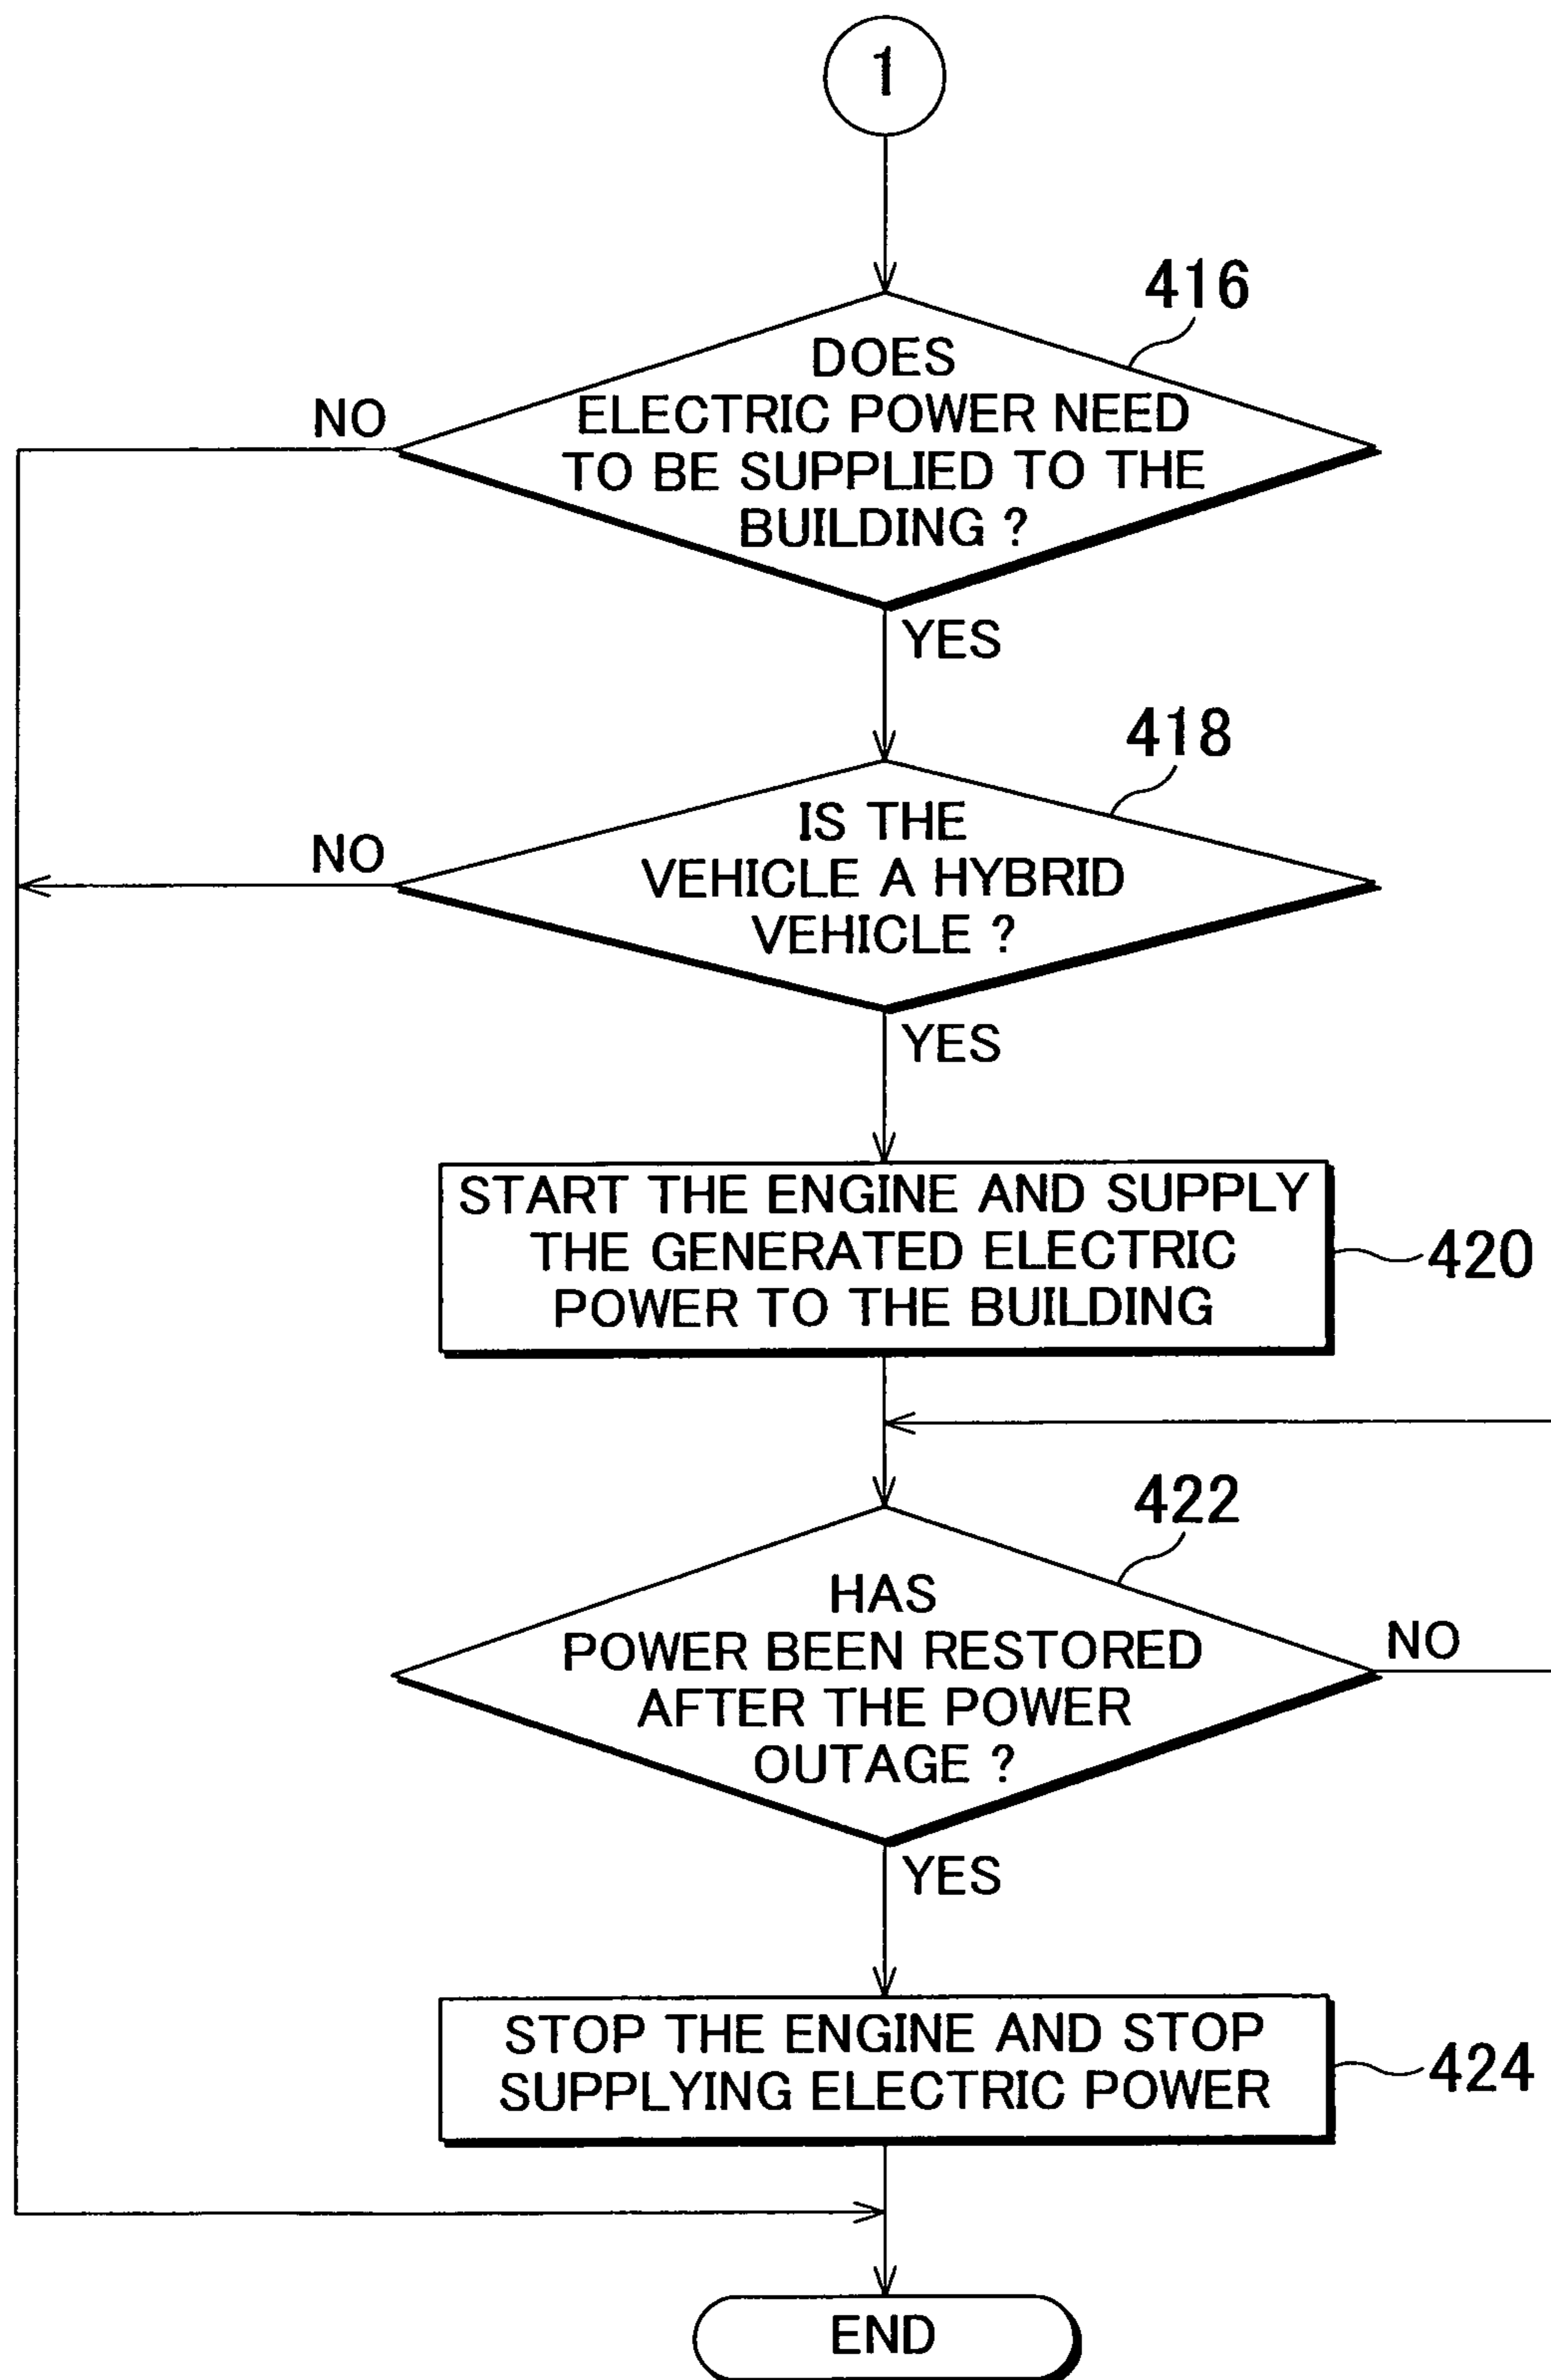 1
416
DOES
ELECTRIC POWER NEED
TO BE SUPPLIED TO THE
BUILDING ?
NO
YES
418
IS THE
VEHICLE A HYBRID
VEHICLE ?
NO
YES
START THE ENGINE AND SUPPLY
THE GENERATED ELECTRIC
POWER TO THE BUILDING
420
422
HAS
POWER BEEN RESTORED
AFTER THE POWER
OUTAGE ?
NO
YES
STOP THE ENGINE AND STOP
SUPPLYING ELECTRIC POWER
424
END